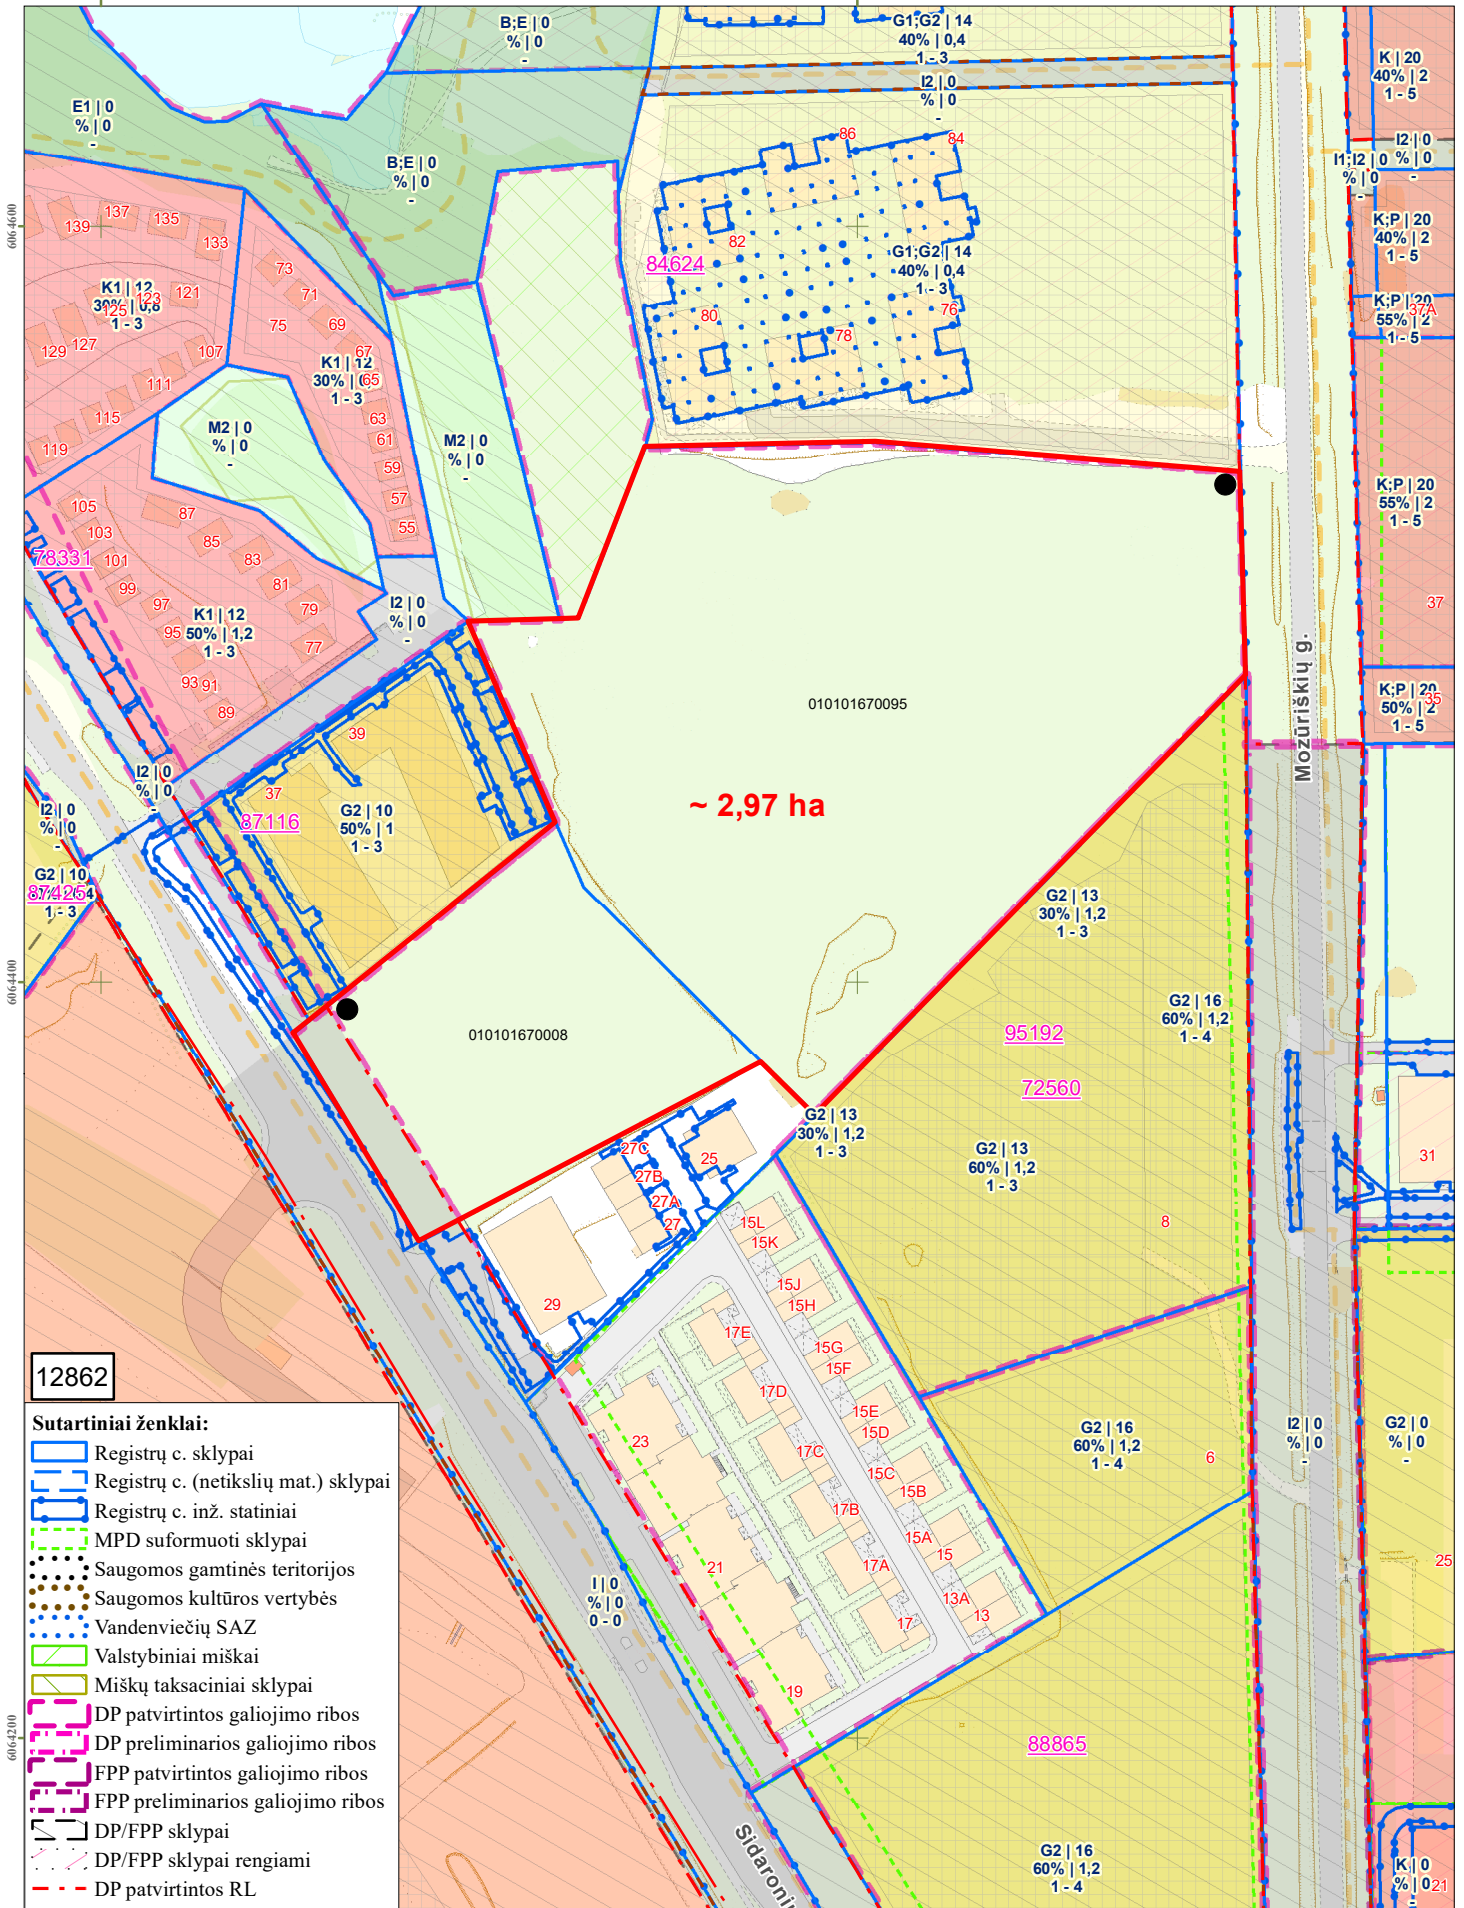 B;E | 0
% | 0
-
G1;G2 | 14
40% | 0,4
1 - 3
K | 20
40% | 2
1 - 5
I2 | 0
% | 0
-
E1 | 0
% | 0
-
B;E | 0
% | 0
-
86
84
I2 | 0
% | 0
-
I1;I2 | 0
% | 0
-
6064600
139
137
135
133
73
71
75
69
67
K1 | 12
30% | 0,8
1 - 3
125
123
121
129
127
107
111
115
119
K1 | 12
1 - 3
65
63
61
59
57
55
84624
82
80
78
76
G1;G2 | 14
40% | 0,4
1 - 3
K;P | 20
40% | 2
1 - 5
K;P | 20
55% | 2
1 - 5
37A
M2 | 0
% | 0
-
M2 | 0
% | 0
-
K;P | 20
55% | 2
1 - 5
37
105
103
101
99
97
95
93
91
89
87
85
83
81
79
77
78331
K1 | 12
50% | 1,2
1 - 3
I2 | 0
% | 0
-
010101670095
Mozūriškių g.
K;P | 20
50% | 2
1 - 5
35
~ 2,97 ha
39
37
87116
G2 | 10
50% | 1
1 - 3
I2 | 0
% | 0
-
I2 | 0
% | 0
-
G2 | 10
1 - 3
87425
G2 | 13
30% | 1,2
1 - 3
6064400
010101670008
G2 | 16
60% | 1,2
1 - 4
95192
72560
G2 | 13
30% | 1,2
1 - 3
G2 | 13
60% | 1,2
1 - 3
31
8
27C
27B
27A
27
25
29
15L
15K
15J
15H
15G
15F
15E
15D
15C
15B
15A
15
13A
13
17E
17D
17C
17B
17A
17
23
21
19
G2 | 16
60% | 1,2
1 - 4
6
I2 | 0
% | 0
-
G2 | 0
% | 0
-
25
I | 0
% | 0
0 - 0
6064200
88865
G2 | 16
60% | 1,2
1 - 4
K | 0
% | 0
-
21
12862
Sutartiniai ženklai:
Registrų c. sklypai
Registrų c. (netikslių mat.) sklypai
Registrų c. inž. statiniai
MPD suformuoti sklypai
Saugomos gamtinės teritorijos
Saugomos kultūros vertybės
Vandenviečių SAZ
Valstybiniai miškai
Miškų taksaciniai sklypai
DP patvirtintos galiojimo ribos
DP preliminarios galiojimo ribos
FPP patvirtintos galiojimo ribos
FPP preliminarios galiojimo ribos
DP/FPP sklypai
DP/FPP sklypai rengiami
DP patvirtintos RL